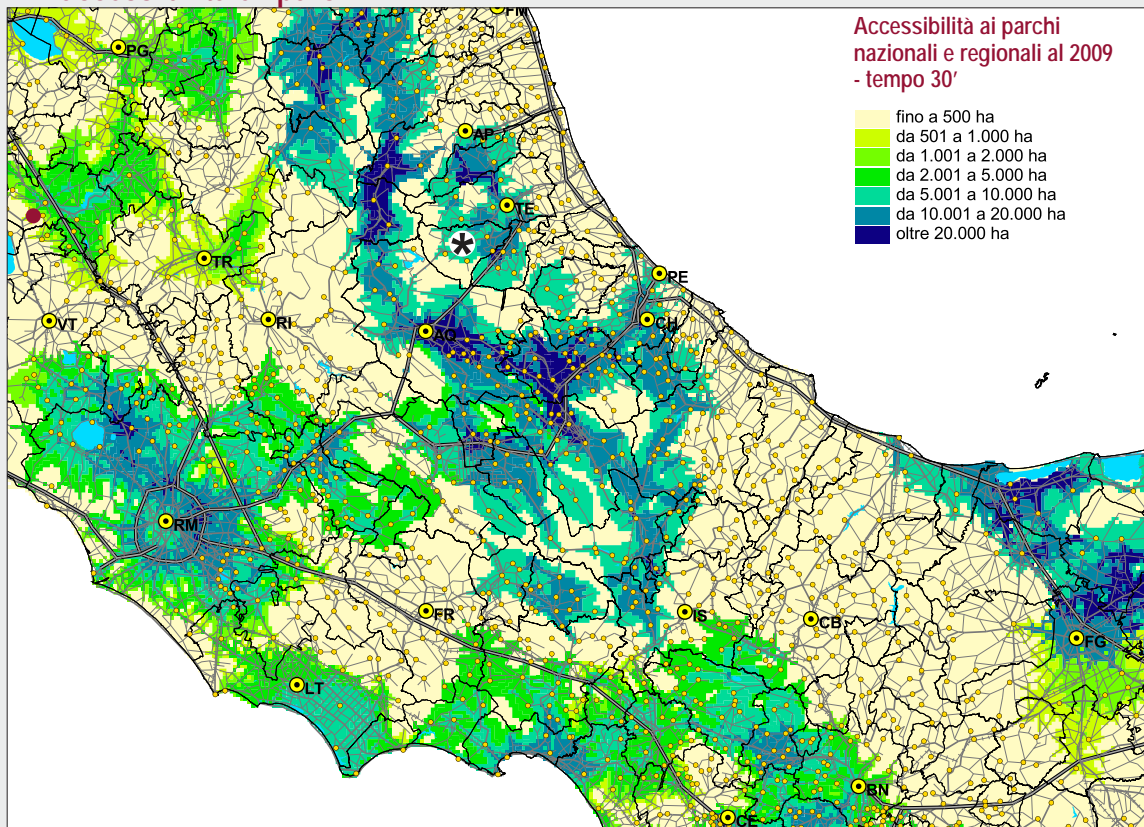 Accessibilità ai parchi
nazionali e regionali al 2009
- tempo 30'
fino a 500 ha
da 501 a 1.000 ha
da 1.001 a 2.000 ha
da 2.001 a 5.000 ha
da 5.001 a 10.000 ha
da 10.001 a 20.000 ha
oltre 20.000 ha
FM
PG
AP
TE
*
TR
PE
VT
RI
CH
AQ
RM
FR
IS
CB
FG
LT
BN
CE